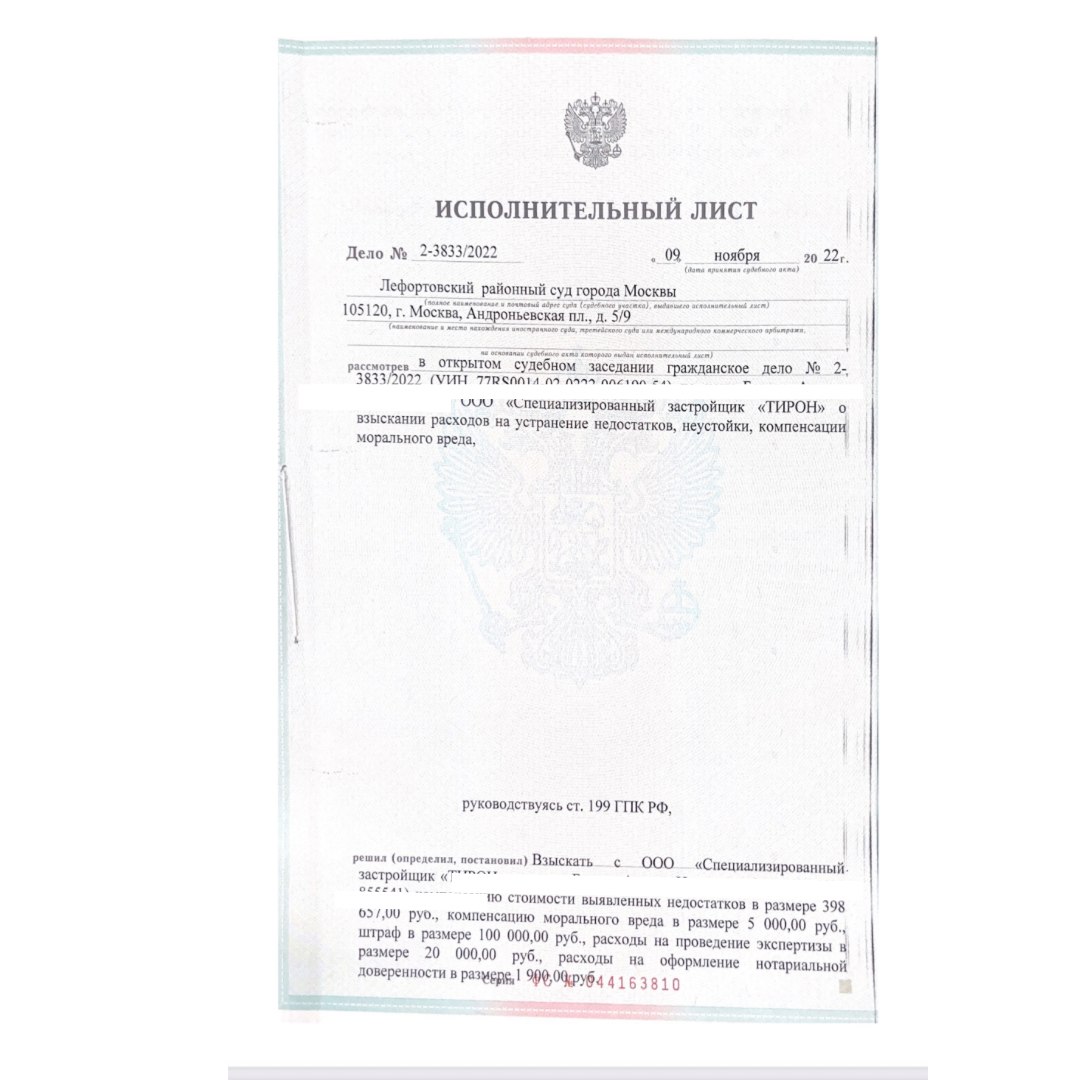 ИСПОЛНИТЕЛЬНЫЙ ЛИСТ
Дело № 2-3833/2022 « 09 ноября 20 22 г.
(дата принятия судебного акта)
Лефортовский районный суд города Москвы
(полное наименование и почтовый адрес суда (судебного участка), выдавшего исполнительный лист)
105120, г. Москва, Андроньевская пл., д. 5/9
(наименование и место нахождения иностранного суда, третейского суда или международного коммерческого арбитража,
на основании судебного акта которого выдан исполнительный лист)
рассмотрев в открытом судебном заседании гражданское дело № 2-
3833/2022 (УИН
ООО «Специализированный застройщик «ТИРОН» о
взыскании расходов на устранение недостатков, неустойки, компенсации
морального вреда,
руководствуясь ст. 199 ГПК РФ,
решил (определил, постановил) Взыскать с ООО «Специализированный
застройщик
стоимости выявленных недостатков в размере 398
657,00 руб., компенсацию морального вреда в размере 5 000,00 руб.,
штраф в размере 100 000,00 руб., расходы на проведение экспертизы в
размере 20 000,00 руб., расходы на оформление нотариальной
доверенности в размере 1 900,00 руб.
Серия ФС № 044163810